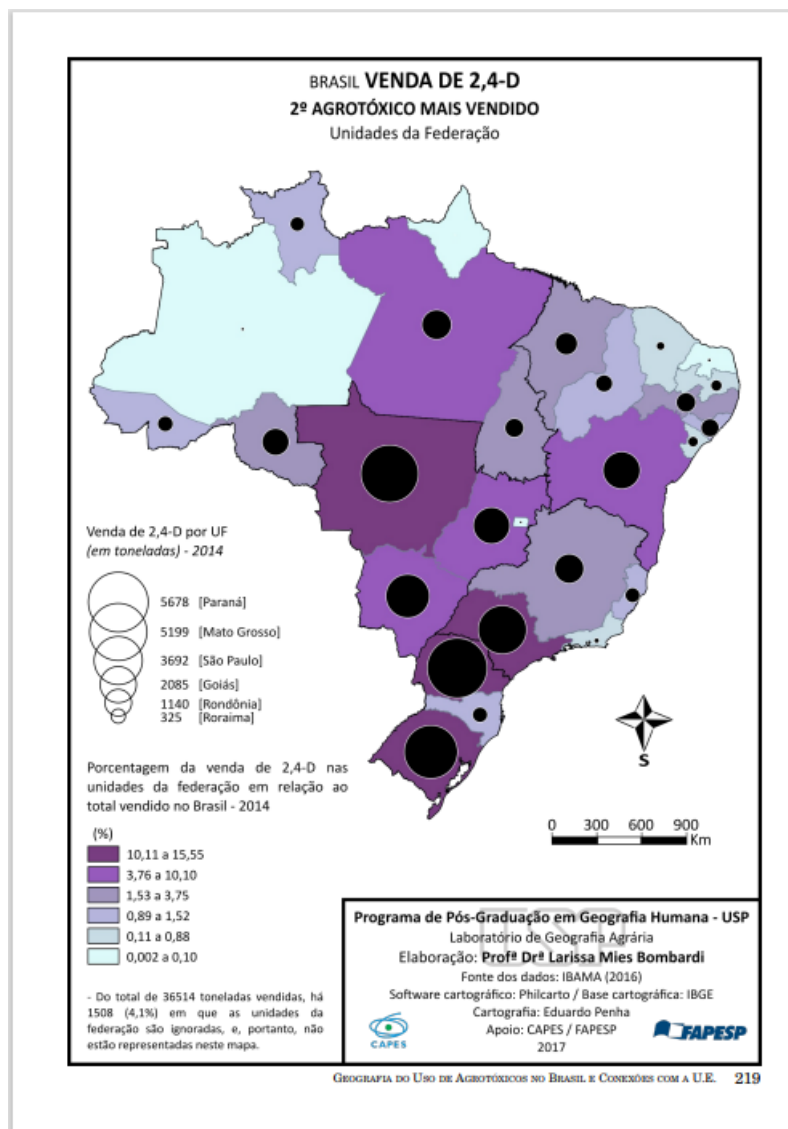 BRASIL VENDA DE 2,4-D
2º AGROTÓXICO MAIS VENDIDO
Unidades da Federação
Venda de 2,4-D por UF
(em toneladas) - 2014
5678 [Paraná]
5199 [Mato Grosso]
3692 [São Paulo]
2085 [Goiás]
1140 [Rondônia]
325 [Roraima]
S
Porcentagem da venda de 2,4-D nas
unidades da federação em relação ao
total vendido no Brasil - 2014
(%)
10,11 a 15,55
3,76 a 10,10
1,53 a 3,75
0,89 a 1,52
0,11 a 0,88
0,002 a 0,10
0 300 600 900
Km
- Do total de 36514 toneladas vendidas, há
1508 (4,1%) em que as unidades da
federação são ignoradas, e, portanto, não
estão representadas neste mapa.
USP
Programa de Pós-Graduação em Geografia Humana - USP
Laboratório de Geografia Agrária
Elaboração: Profª Drª Larissa Mies Bombardi
Fonte dos dados: IBAMA (2016)
Software cartográfico: Philcarto / Base cartográfica: IBGE
Cartografia: Eduardo Penha
Apoio: CAPES / FAPESP
2017
CAPES
FAPESP
GEOGRAFIA DO USO DE AGROTÓXICOS NO BRASIL E CONEXÕES COM A U.E. 219